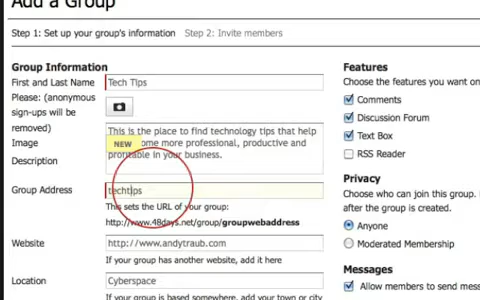 Add a Group
Step 1: Set up your group's information Step 2: Invite members
Group Information
First and Last Name
Tech Tips
Please: (anonymous
sign-ups will be
removed)
Image
NEW
Description
This is the place to find technology tips that help
ome more professional, productive and
profitable in your business.
Group Address
techtips
This sets the URL of your group:
http://www.48days.net/group/groupwebaddress
Website
http://www.andytraub.com
If your group has another website, add it here
Location
Cyberspace
If your group is based somewhere, add your town or city
Features
Choose the features you want on
Comments
Discussion Forum
Text Box
RSS Reader
Privacy
Choose who can join this group.
after the group is created.
Anyone
Moderated Membership
Messages
Allow members to send messa